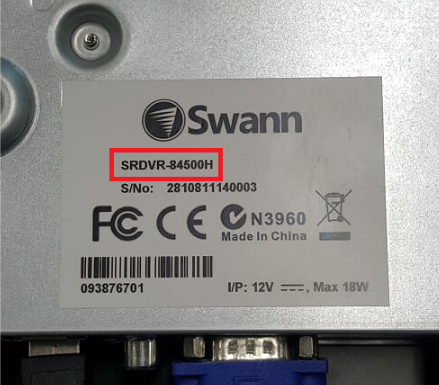 Swann
SRDVR-84500H
S/No: 2810811140003
FC CE N3960
Made In China
093876701
I/P: 12V ⎓, Max 18W